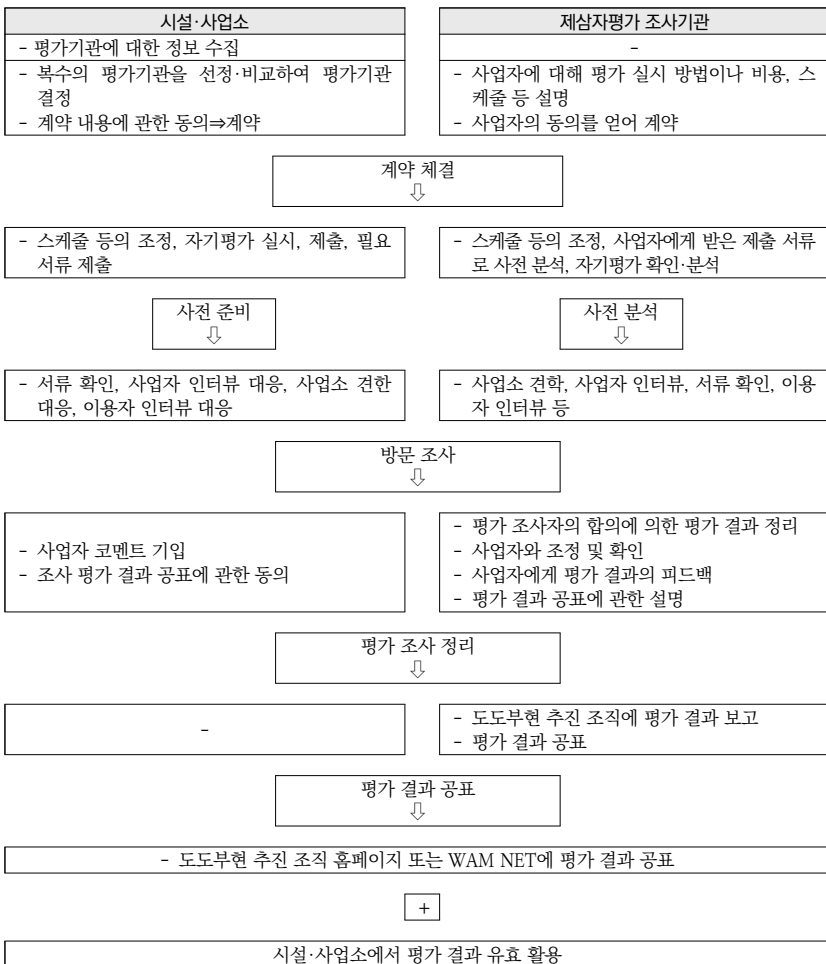 시설·사업소
제삼자평가 조사기관
- 평가기관에 대한 정보 수집
-
- 복수의 평가기관을 선정·비교하여 평가기관
결정
- 계약 내용에 관한 동의⇒계약
- 사업자에 대해 평가 실시 방법이나 비용, 스
케줄 등 설명
- 사업자의 동의를 얻어 계약
계약 체결
⇩
- 스케줄 등의 조정, 자기평가 실시, 제출, 필요
서류 제출
- 스케줄 등의 조정, 사업자에게 받은 제출 서류
로 사전 분석, 자기평가 확인·분석
사전 준비
⇩
사전 분석
⇩
- 서류 확인, 사업자 인터뷰 대응, 사업소 견한
대응, 이용자 인터뷰 대응
- 사업소 견학, 사업자 인터뷰, 서류 확인, 이용
자 인터뷰 등
방문 조사
⇩
- 사업자 코멘트 기입
- 조사 평가 결과 공표에 관한 동의
- 평가 조사자의 합의에 의한 평가 결과 정리
- 사업자와 조정 및 확인
- 사업자에게 평가 결과의 피드백
- 평가 결과 공표에 관한 설명
평가 조사 정리
⇩
-
- 도도부현 추진 조직에 평가 결과 보고
- 평가 결과 공표
평가 결과 공표
⇩
- 도도부현 추진 조직 홈페이지 또는 WAM NET에 평가 결과 공표
+
시설·사업소에서 평가 결과 유효 활용